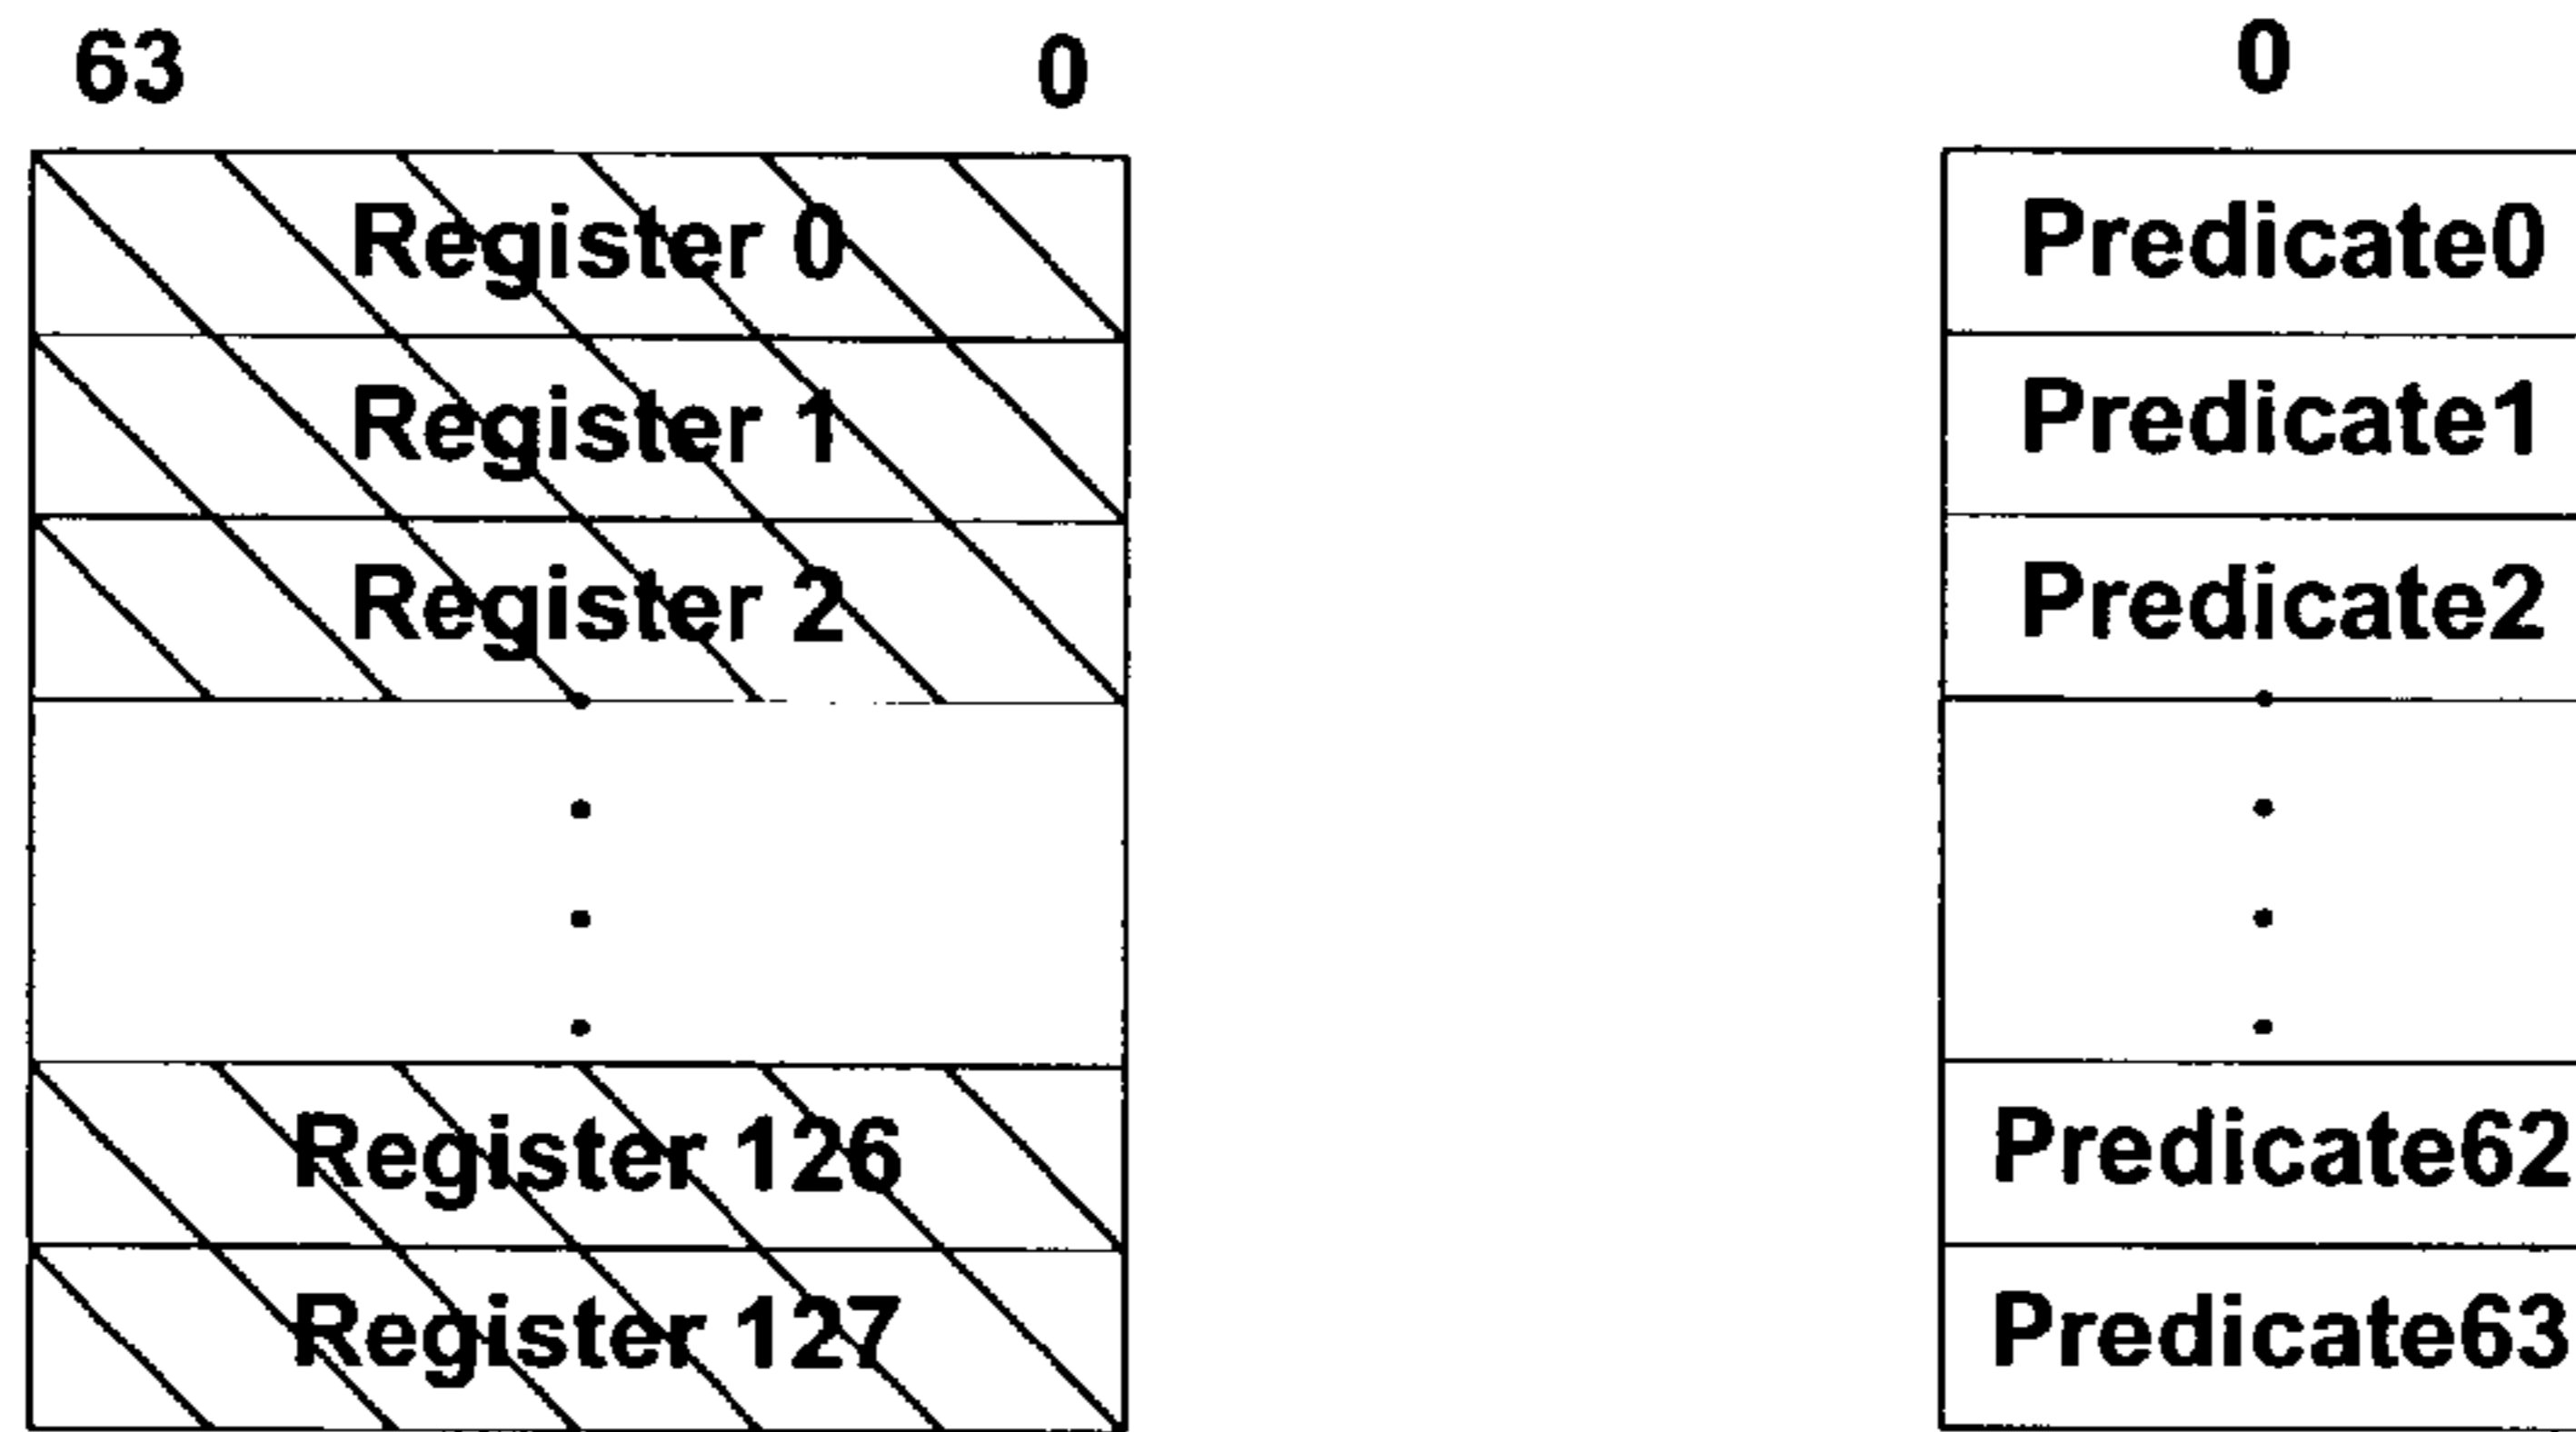 63 0 0
Register 0 Predicate0
Register 1 Predicate1
Register 2 Predicate2
Register 126 Predicate62
Register 127 Predicate63